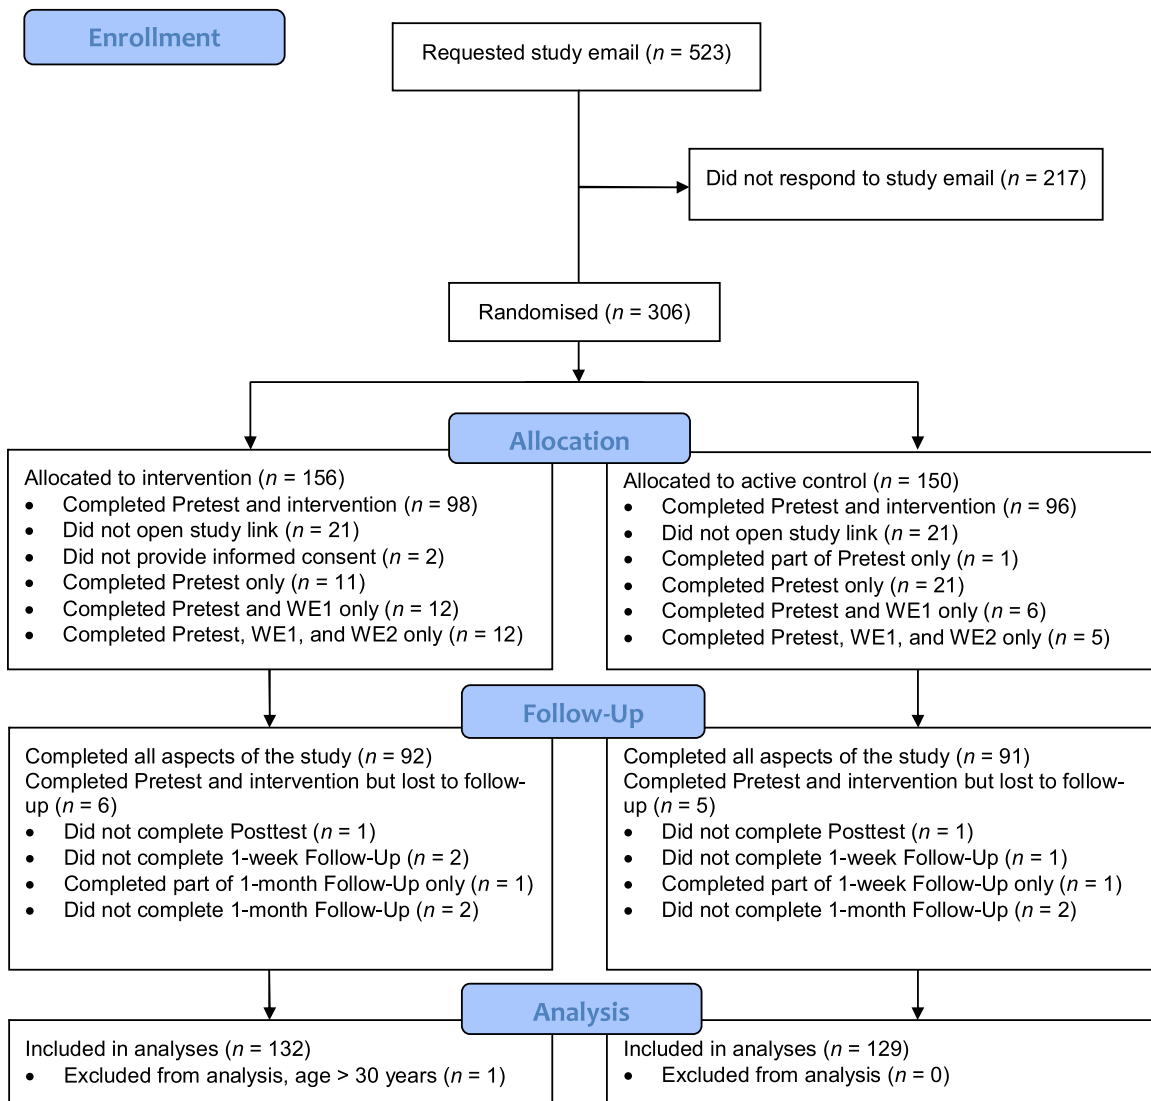 Enrollment
Requested study email (n = 523)
Did not respond to study email (n = 217)
Randomised (n = 306)
Allocation
Allocated to intervention (n = 156)
• Completed Pretest and intervention (n = 98)
• Did not open study link (n = 21)
• Did not provide informed consent (n = 2)
• Completed Pretest only (n = 11)
• Completed Pretest and WE1 only (n = 12)
• Completed Pretest, WE1, and WE2 only (n = 12)
Allocated to active control (n = 150)
• Completed Pretest and intervention (n = 96)
• Did not open study link (n = 21)
• Completed part of Pretest only (n = 1)
• Completed Pretest only (n = 21)
• Completed Pretest and WE1 only (n = 6)
• Completed Pretest, WE1, and WE2 only (n = 5)
Follow-Up
Completed all aspects of the study (n = 92)
Completed Pretest and intervention but lost to follow-
up (n = 6)
• Did not complete Posttest (n = 1)
• Did not complete 1-week Follow-Up (n = 2)
• Completed part of 1-month Follow-Up only (n = 1)
• Did not complete 1-month Follow-Up (n = 2)
Completed all aspects of the study (n = 91)
Completed Pretest and intervention but lost to follow-
up (n = 5)
• Did not complete Posttest (n = 1)
• Did not complete 1-week Follow-Up (n = 1)
• Completed part of 1-week Follow-Up only (n = 1)
• Did not complete 1-month Follow-Up (n = 2)
Analysis
Included in analyses (n = 132)
• Excluded from analysis, age > 30 years (n = 1)
Included in analyses (n = 129)
• Excluded from analysis (n = 0)